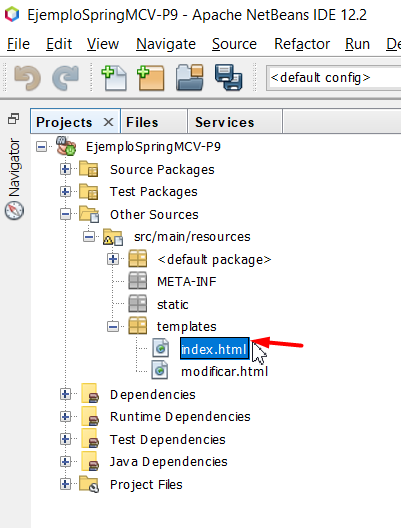 EjemploSpringMCV-P9 - Apache NetBeans IDE 12.2
File Edit View Navigate Source Refactor Run D
<default config>
Projects × Files Services
Navigator
EjemploSpringMCV-P9
Source Packages
Test Packages
Other Sources
src/main/resources
<default package>
META-INF
static
templates
index.html
modificar.html
Dependencies
Runtime Dependencies
Test Dependencies
Java Dependencies
Project Files